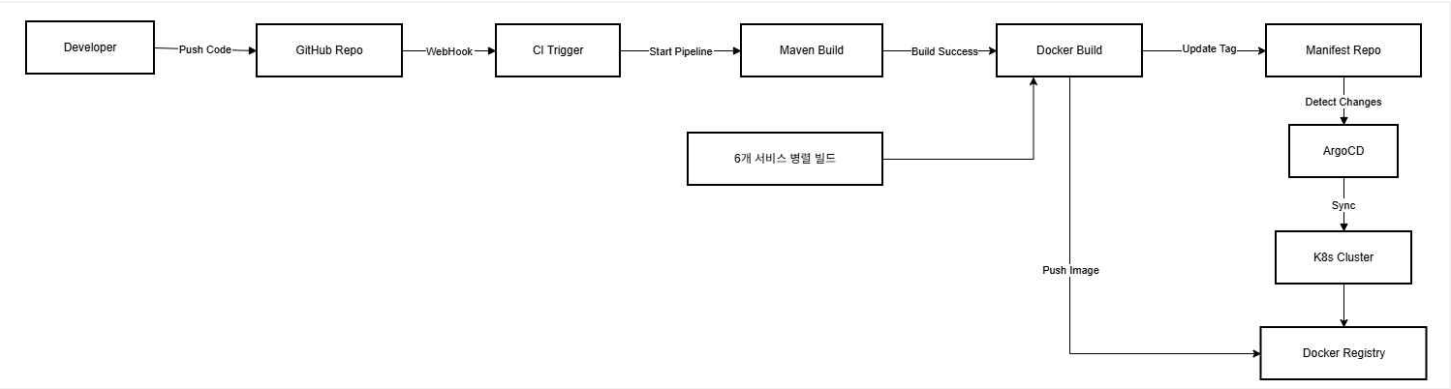 Developer
Push Code
GitHub Repo
WebHook
CI Trigger
Start Pipeline
Maven Build
Build Success
Docker Build
Update Tag
Manifest Repo
Detect Changes
6개 서비스 병렬 빌드
ArgoCD
Sync
K8s Cluster
Push Image
Docker Registry